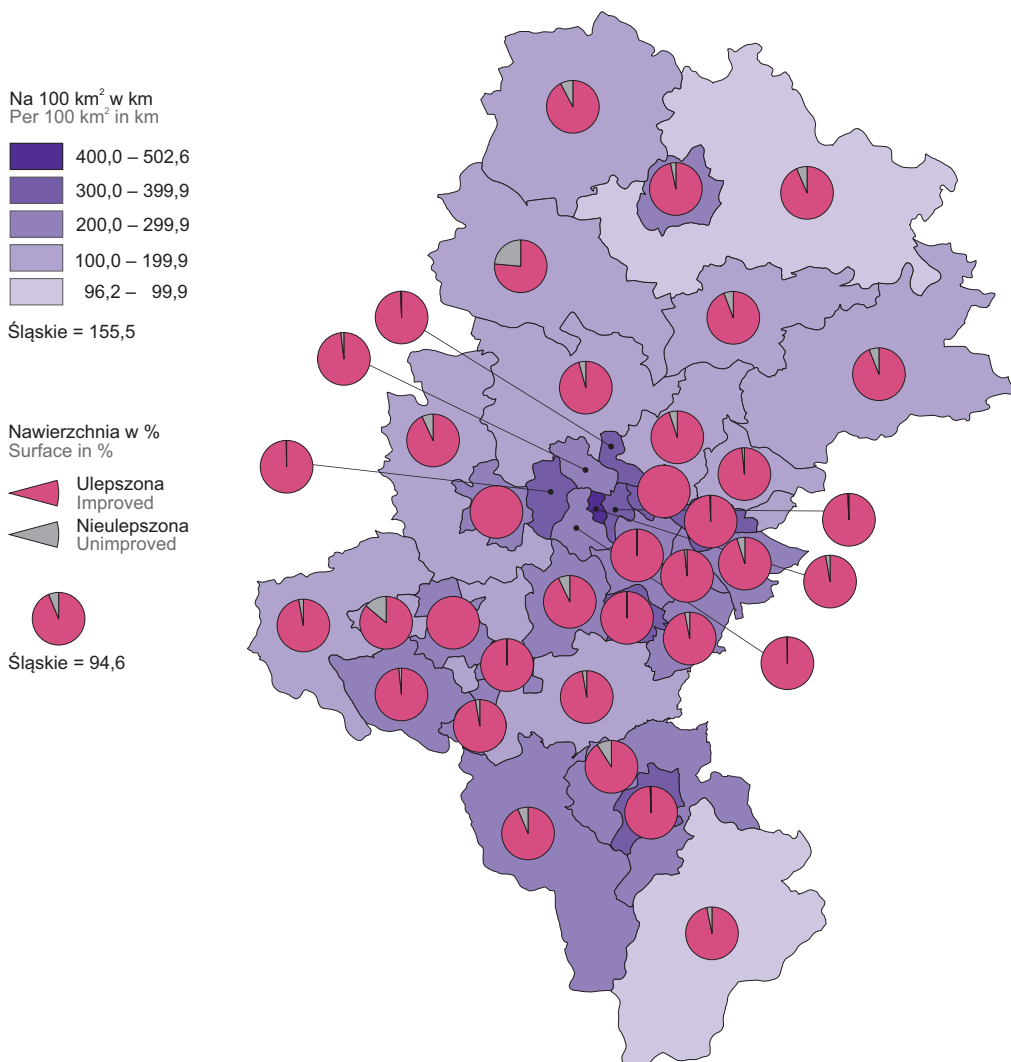 Na 100 km² w km
Per 100 km² in km
400,0 – 502,6
300,0 – 399,9
200,0 – 299,9
100,0 – 199,9
96,2 – 99,9
Śląskie = 155,5
Nawierzchnia w %
Surface in %
Ulepszona
Improved
Nieulepszona
Unimproved
Śląskie = 94,6